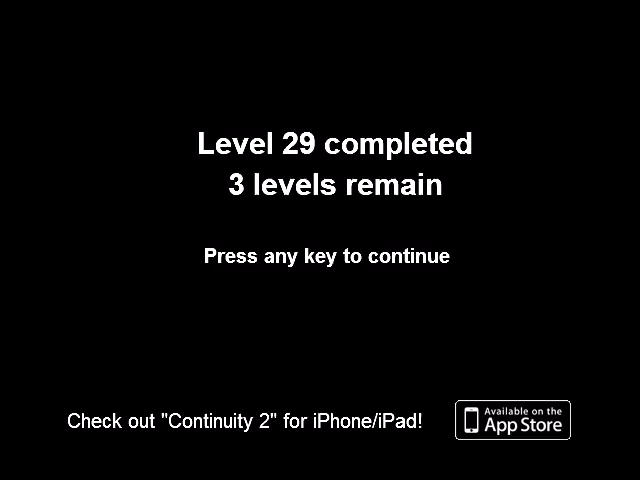 Level 29 completed
3 levels remain
Press any key to continue
Check out "Continuity 2" for iPhone/iPad!
Available on the
App Store